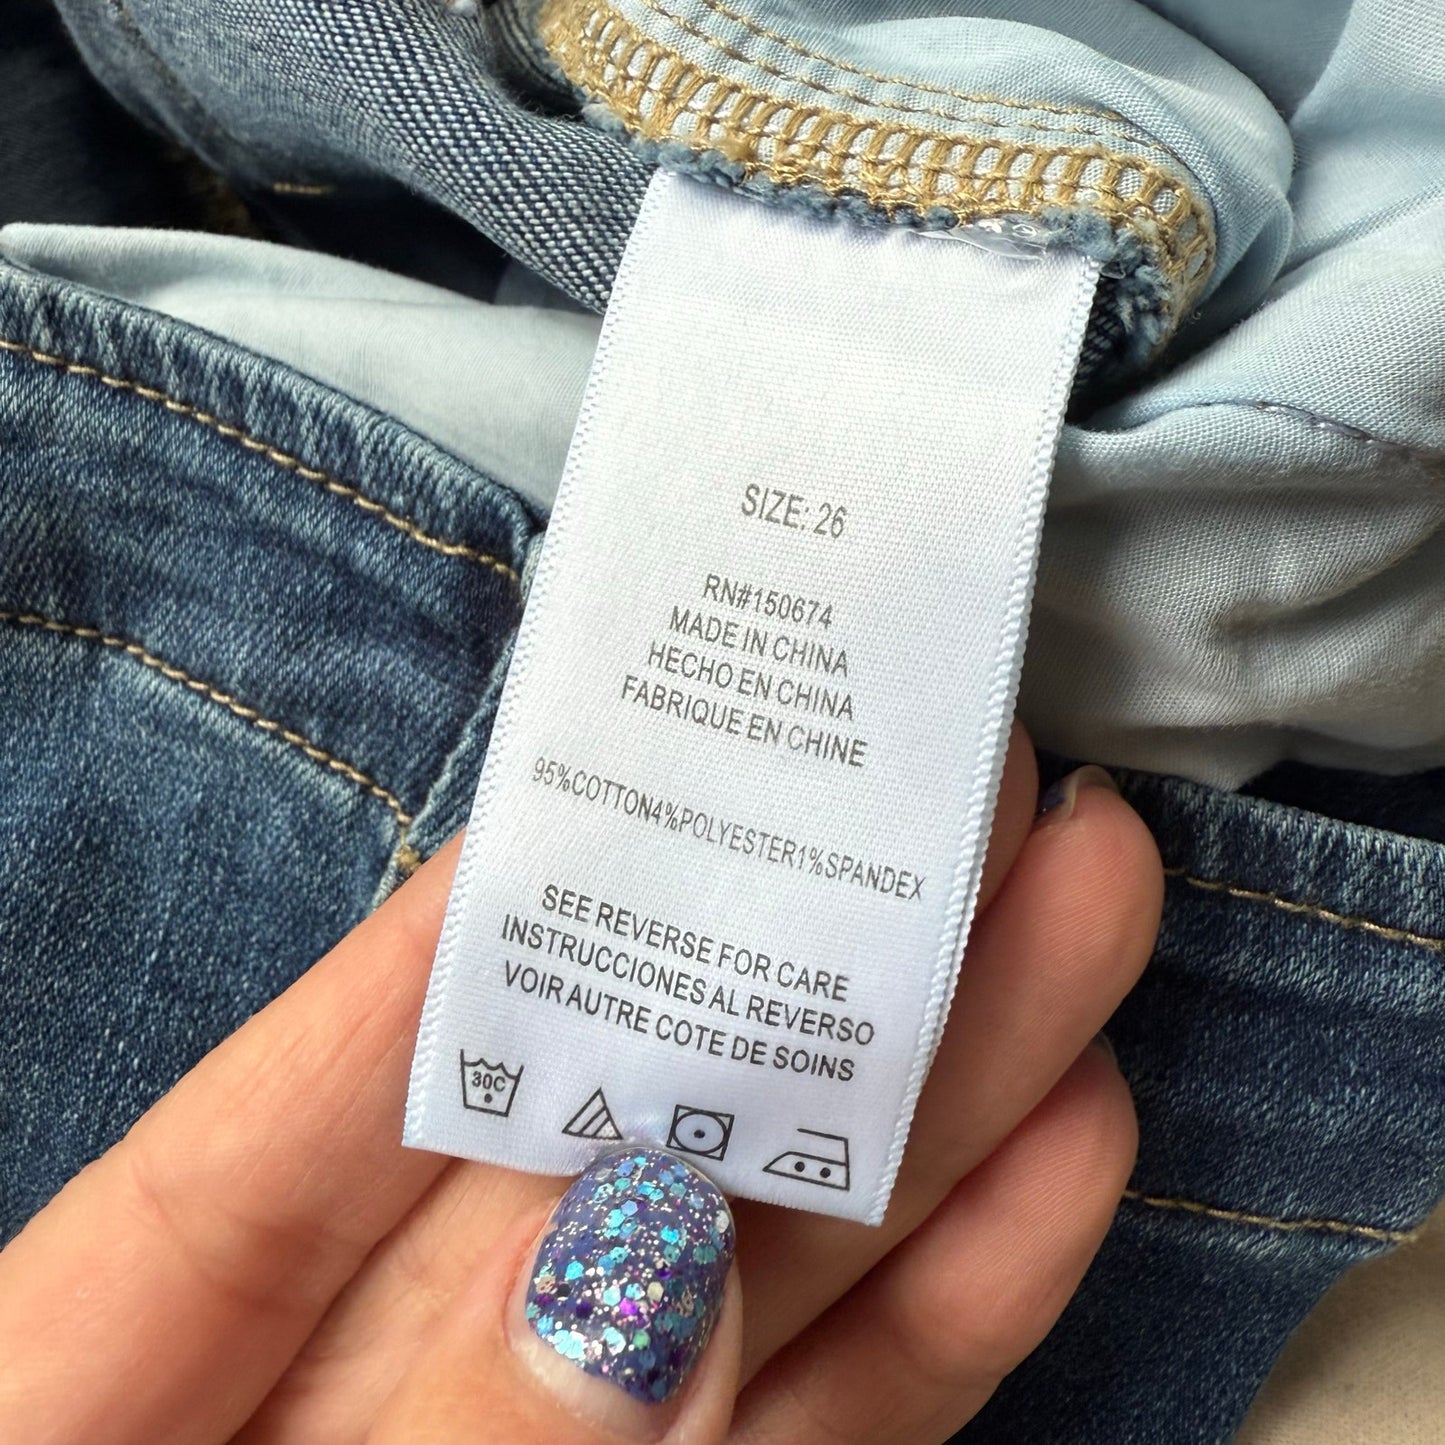 SIZE: 26
RN#150674
MADE IN CHINA
HECHO EN CHINA
FABRIQUE EN CHINE
95%COTTON4%POLYESTER1%SPANDEX
SEE REVERSE FOR CARE
INSTRUCCIONES AL REVERSO
VOIR AUTRE COTE DE SOINS
30C